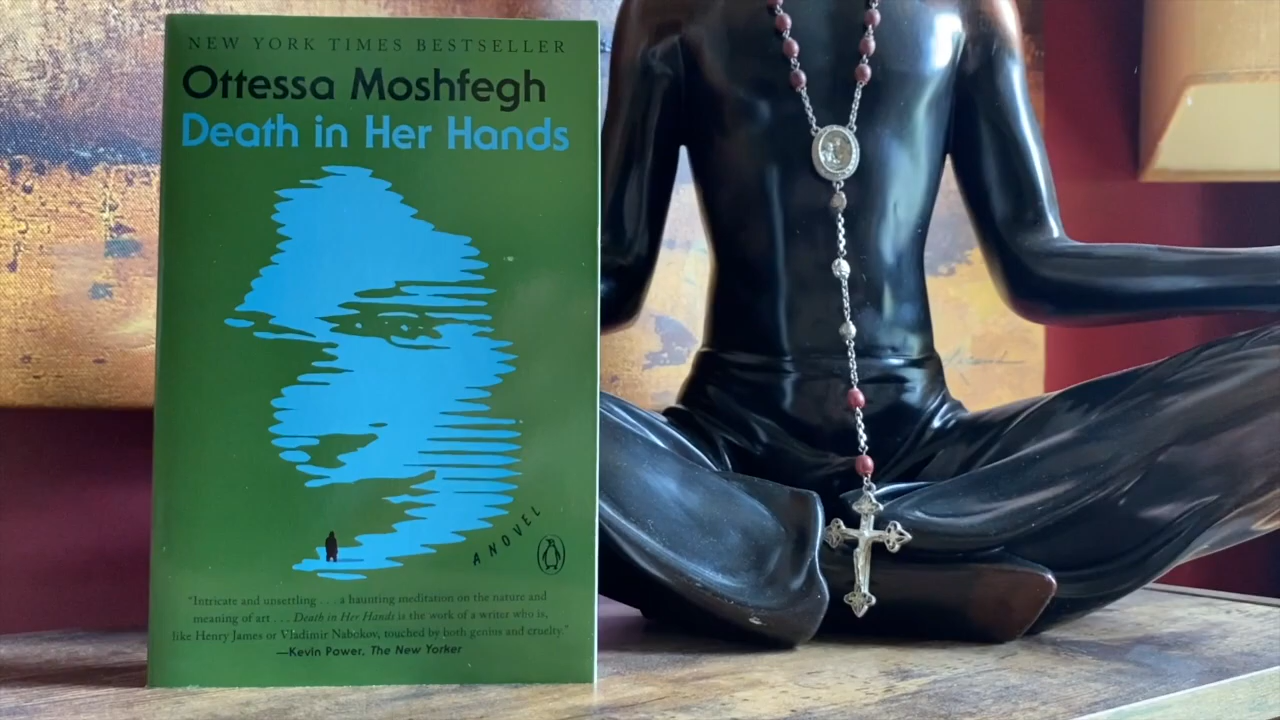 NEW YORK TIMES BESTSELLER
Ottessa Moshfegh
Death in Her Hands
A NOVEL
"Intricate and unsettling . . . a haunting meditation on the nature and
meaning of art . . . Death in Her Hands is the work of a writer who is,
like Henry James or Vladimir Nabokov, touched by both genius and cruelty."
—Kevin Power, The New Yorker